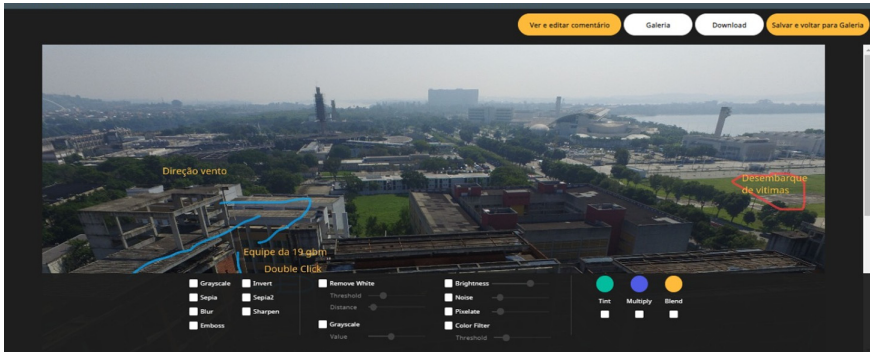 Ver e editar comentário
Galeria
Download
Salvar e voltar para Galeria
Direção vento
Desembarque
de vitimas
Equipe da 19 gbm
Double Click
Grayscale
Invert
Remove White
Brightness
Sepia
Sepia2
Threshold
Noise
Blur
Sharpen
Distance
Pixelate
Emboss
Grayscale
Color Filter
Value
Threshold
Tint
Multiply
Blend